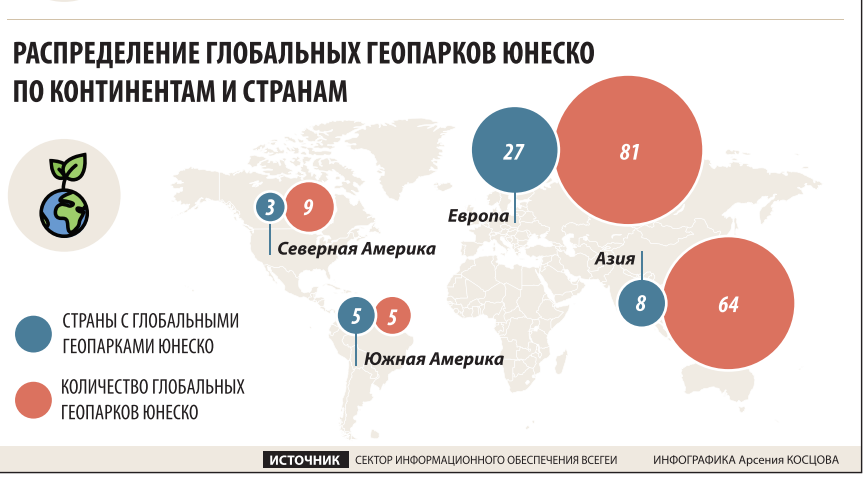 РАСПРЕДЕЛЕНИЕ ГЛОБАЛЬНЫХ ГЕОПАРКОВ ЮНЕСКО
ПО КОНТИНЕНТАМ И СТРАНАМ
27
81
Европа
3
9
Северная Америка
Азия
8
64
5
5
Южная Америка
СТРАНЫ С ГЛОБАЛЬНЫМИ
ГЕОПАРКАМИ ЮНЕСКО
КОЛИЧЕСТВО ГЛОБАЛЬНЫХ
ГЕОПАРКОВ ЮНЕСКО
ИСТОЧНИК СЕКТОР ИНФОРМАЦИОННОГО ОБЕСПЕЧЕНИЯ ВСЕГЕИ ИНФОГРАФИКА Арсения КОСЦОВА